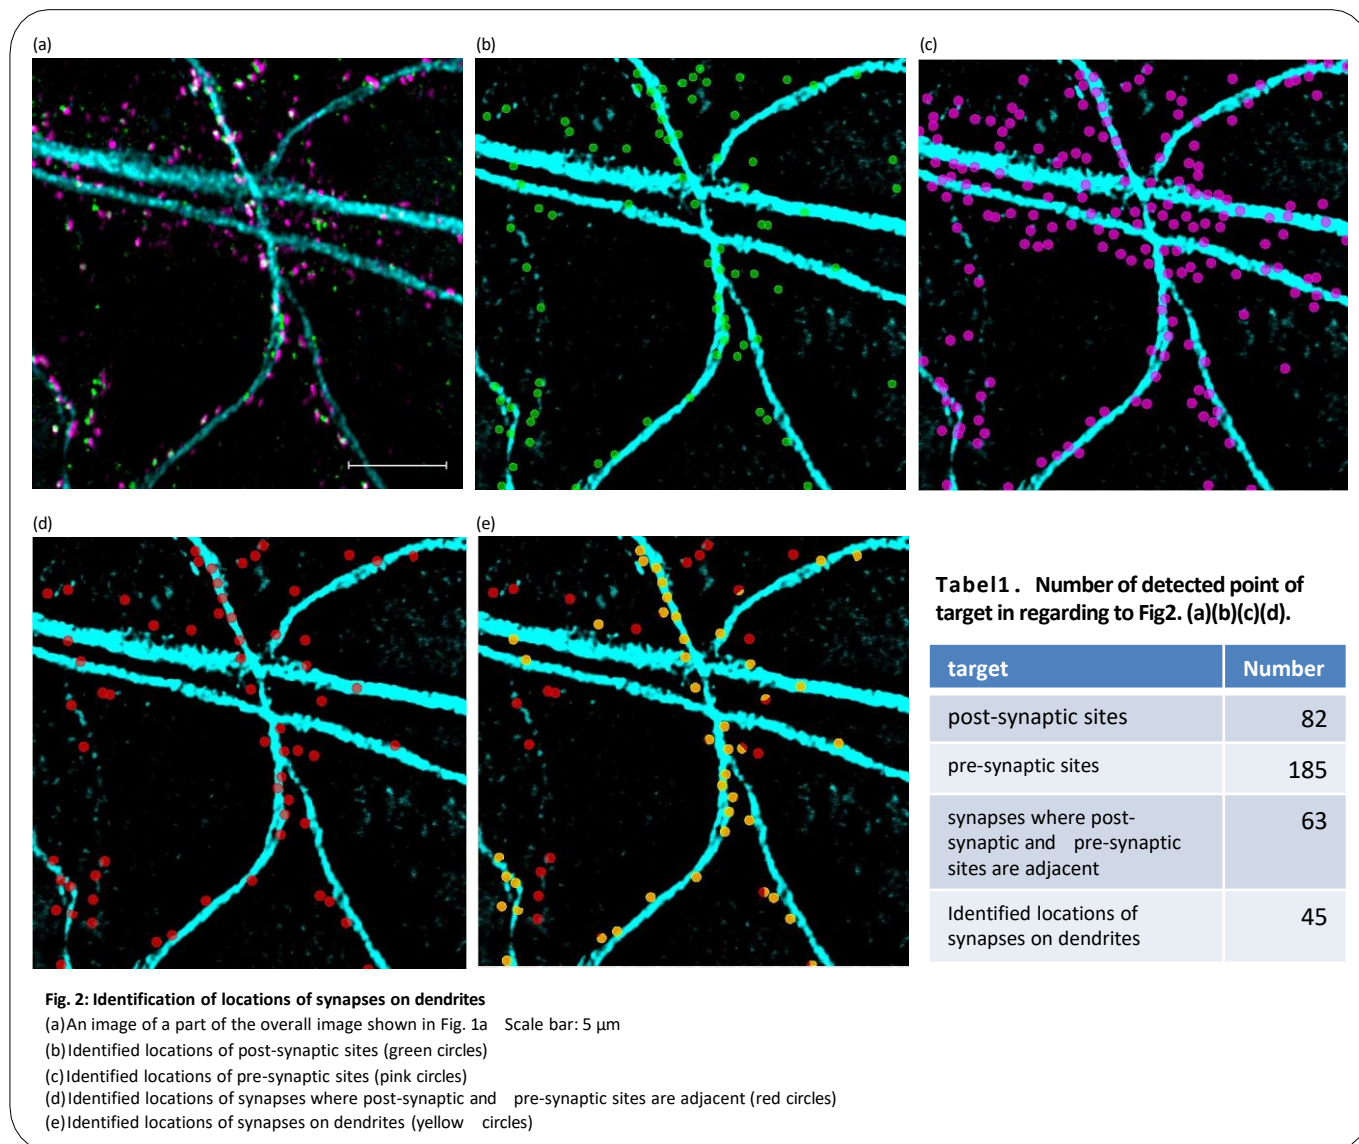 (a)
(b)
(c)
(d)
(e)
Tabel1. Number of detected point of
target in regarding to Fig2. (a)(b)(c)(d).
target Number
post-synaptic sites 82
pre-synaptic sites 185
synapses where post- 63
synaptic and pre-synaptic
sites are adjacent
Identified locations of 45
synapses on dendrites
Fig. 2: Identification of locations of synapses on dendrites
(a)An image of a part of the overall image shown in Fig. 1a Scale bar: 5 μm
(b)Identified locations of post-synaptic sites (green circles)
(c)Identified locations of pre-synaptic sites (pink circles)
(d)Identified locations of synapses where post-synaptic and pre-synaptic sites are adjacent (red circles)
(e)Identified locations of synapses on dendrites (yellow circles)